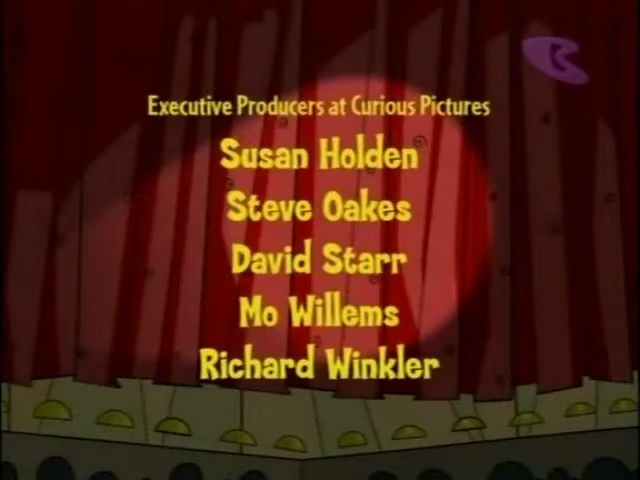 Executive Producers at Curious Pictures
Susan Holden
Steve Oakes
David Starr
Mo Willems
Richard Winkler